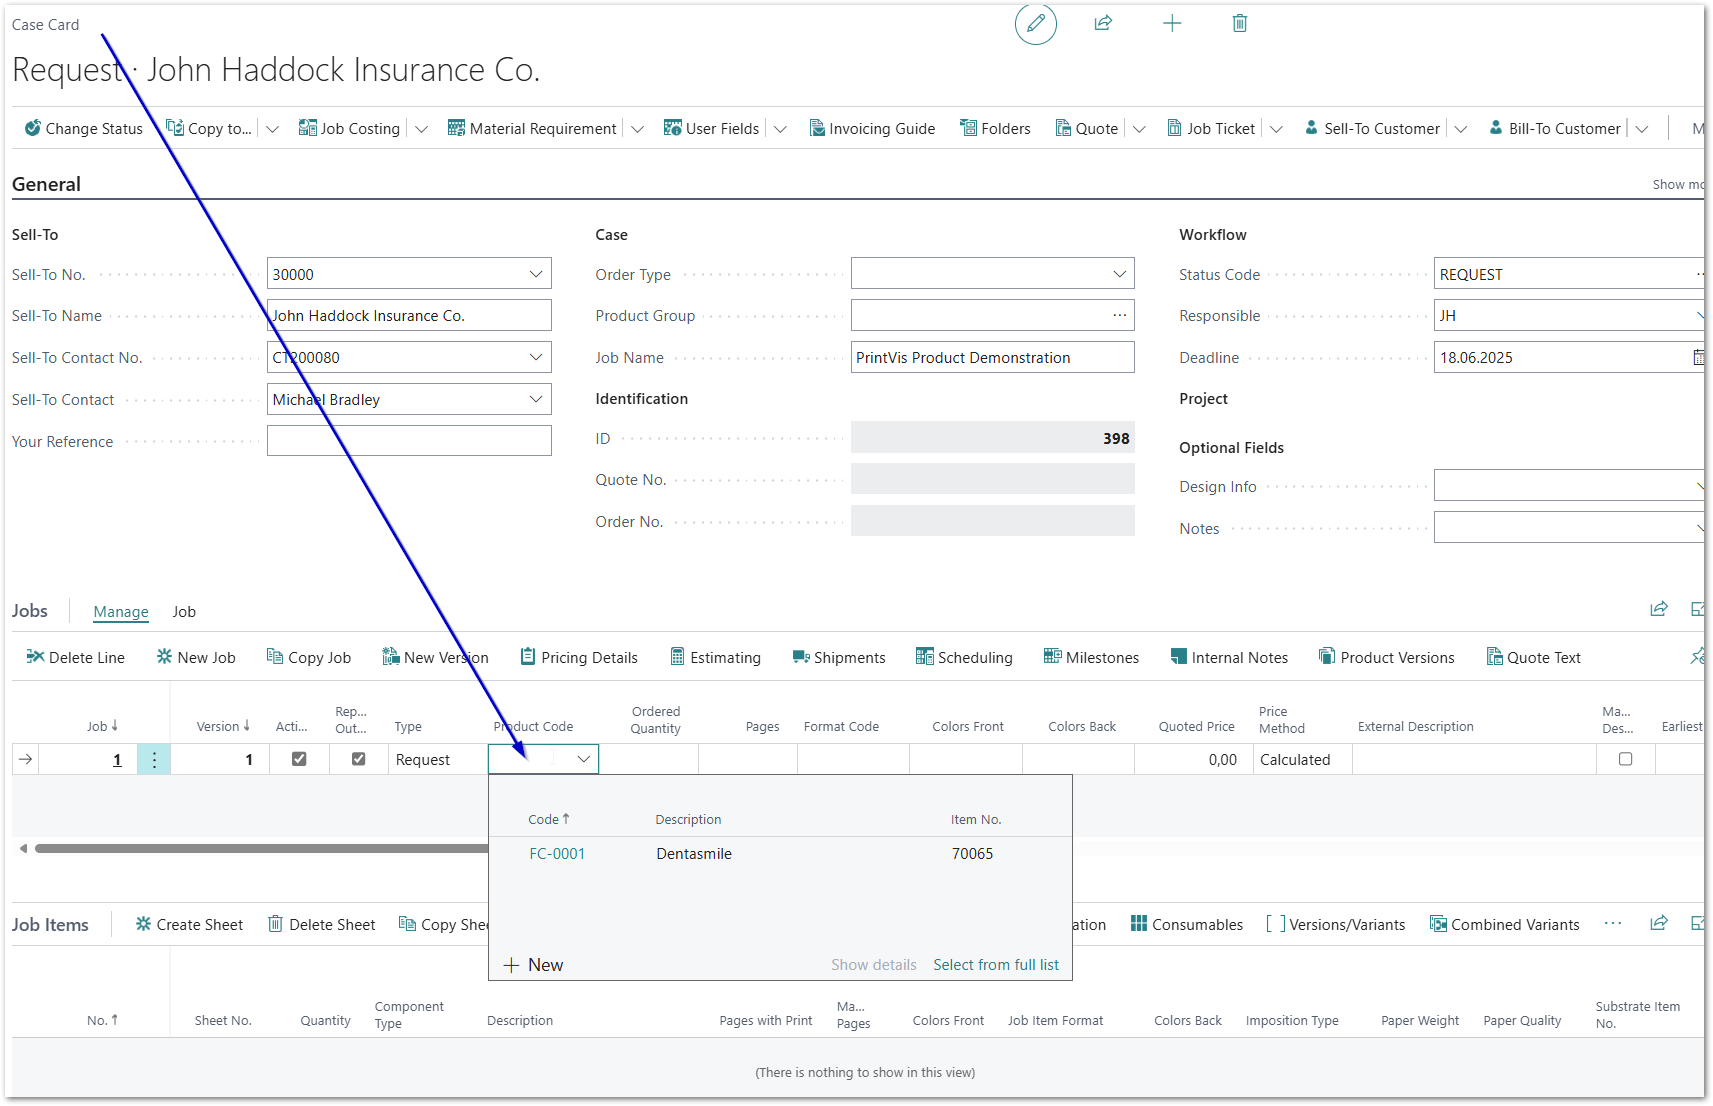 Case Card
Request · John Haddock Insurance Co.
Change Status Copy to... Job Costing Material Requirement User Fields Invoicing Guide Folders Quote Job Ticket Sell-To Customer Bill-To Customer
General Show mo
Sell-To Case Workflow
Sell-To No. 30000 Order Type Status Code REQUEST
Sell-To Name John Haddock Insurance Co. Product Group ... Responsible JH
Sell-To Contact No. CT200080 Job Name PrintVis Product Demonstration Deadline 18.06.2025
Sell-To Contact Michael Bradley Identification Project
Your Reference ID 398 Optional Fields
Quote No. Design Info
Order No. Notes
Jobs Manage Job
Delete Line New Job Copy Job New Version Pricing Details Estimating Shipments Scheduling Milestones Internal Notes Product Versions Quote Text
Job ↓ Version ↓ Acti... Rep... Out... Type Product Code Ordered Quantity Pages Format Code Colors Front Colors Back Quoted Price Price Method External Description Ma... Des... Earliest
1 1 Request 0,00 Calculated
Code ↑ Description Item No.
FC-0001 Dentasmile 70065
Job Items Create Sheet Delete Sheet Copy Shee ation Consumables Versions/Variants Combined Variants ...
+ New Show details Select from full list
No. ↑ Sheet No. Quantity Component Type Description Pages with Print Ma... Pages Colors Front Job Item Format Colors Back Imposition Type Paper Weight Paper Quality Substrate Item No.
(There is nothing to show in this view)